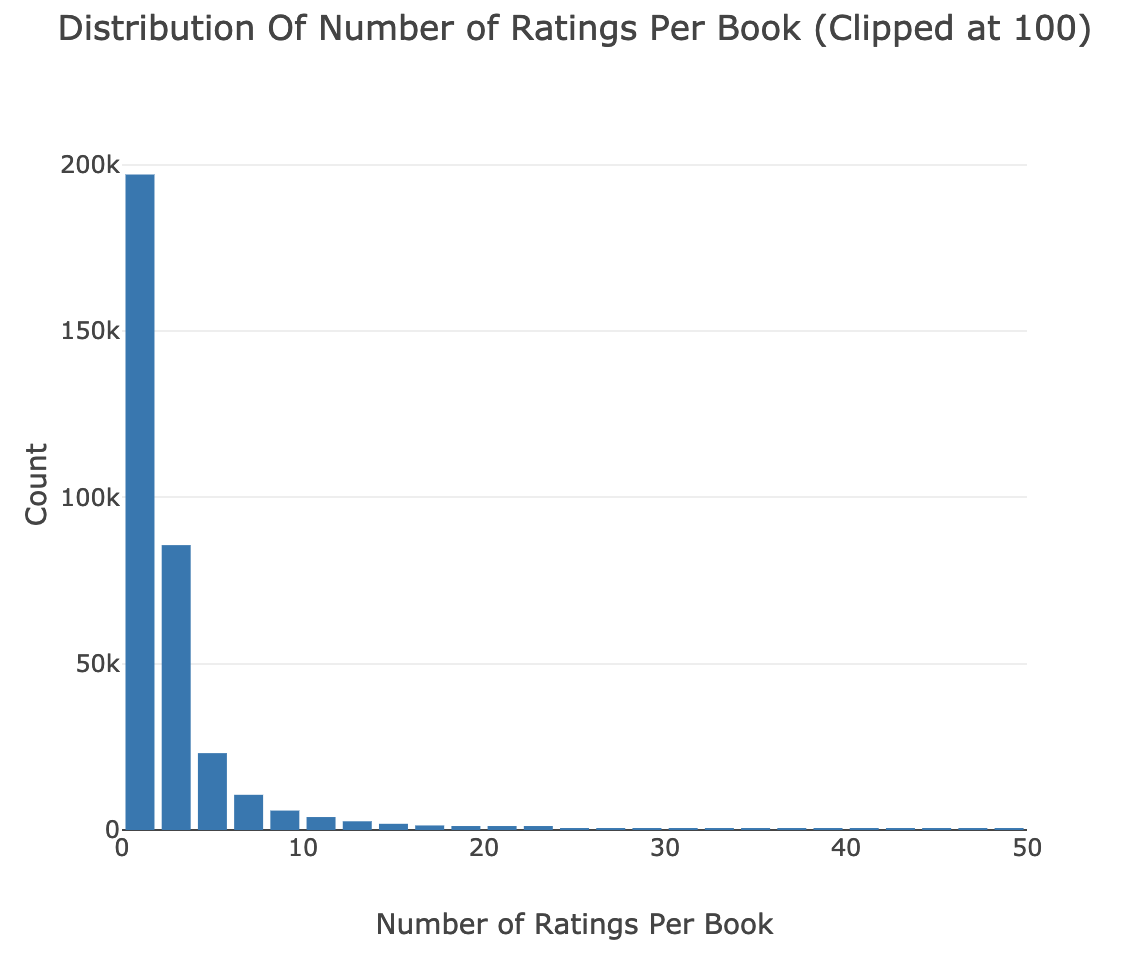 Distribution Of Number of Ratings Per Book (Clipped at 100)
200k
150k
100k
50k
0
Count
0 10 20 30 40 50
Number of Ratings Per Book